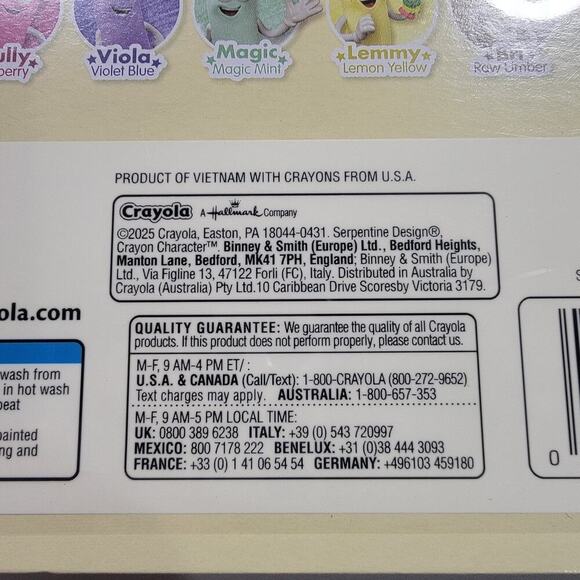 ully Viola Magic Lemmy Bri
berry Violet Blue Magic Mint Lemon Yellow Raw Umber
PRODUCT OF VIETNAM WITH CRAYONS FROM U.S.A.
Crayola A Hallmark Company
©2025 Crayola, Easton, PA 18044-0431. Serpentine Design®,
Crayon Character™. Binney & Smith (Europe) Ltd., Bedford Heights,
Manton Lane, Bedford, MK41 7PH, England; Binney & Smith (Europe)
Ltd., Via Figline 13, 47122 Forli (FC), Italy. Distributed in Australia by
Crayola (Australia) Pty Ltd.10 Caribbean Drive Scoresby Victoria 3179.
ola.com
QUALITY GUARANTEE: We guarantee the quality of all Crayola
products. If this product does not perform properly, please contact us.
M-F, 9 AM-4 PM ET/ :
U.S.A. & CANADA (Call/Text): 1-800-CRAYOLA (800-272-9652)
Text charges may apply. AUSTRALIA: 1-800-657-353
M-F, 9 AM-5 PM LOCAL TIME:
UK: 0800 389 6238 ITALY: +39 (0) 543 720997
MEXICO: 800 7178 222 BENELUX: +31 (0)38 444 3093
FRANCE: +33 (0) 1 41 06 54 54 GERMANY: +496103 459180
wash from
in hot wash
peat
painted
ng and
S
0